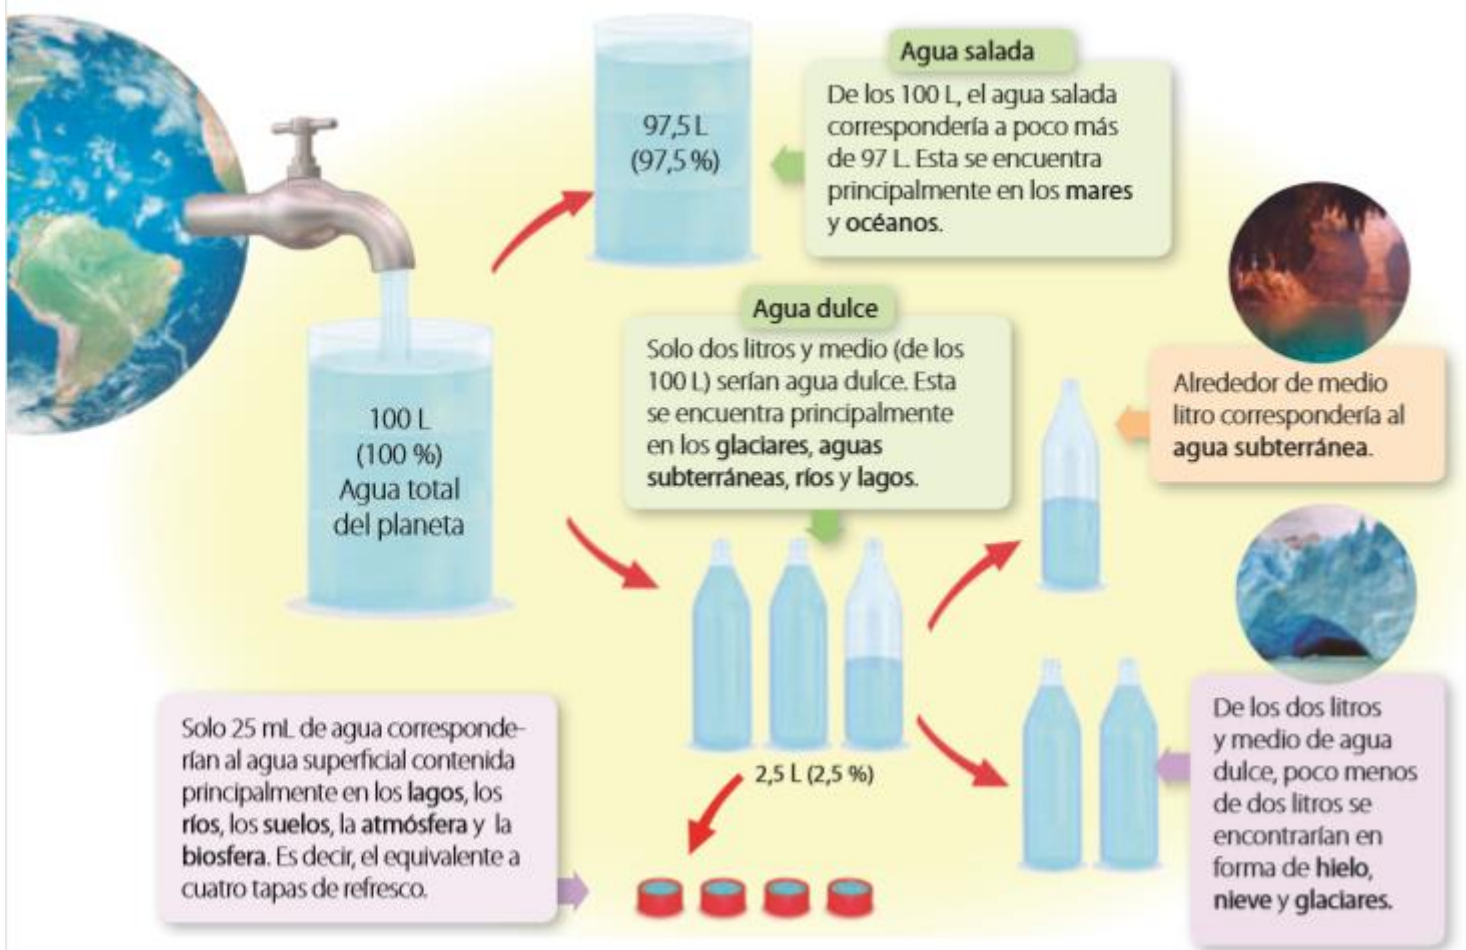 97,5 L
(97,5 %)
Agua salada
De los 100 L, el agua salada
correspondería a poco más
de 97 L. Esta se encuentra
principalmente en los mares
y océanos.
100 L
(100 %)
Agua total
del planeta
Agua dulce
Solo dos litros y medio (de los
100 L) serían agua dulce. Esta
se encuentra principalmente
en los glaciares, aguas
subterráneas, ríos y lagos.
Alrededor de medio
litro correspondería al
agua subterránea.
2,5 L (2,5 %)
De los dos litros
y medio de agua
dulce, poco menos
de dos litros se
encontrarían en
forma de hielo,
nieve y glaciares.
Solo 25 mL de agua corresponde-
rían al agua superficial contenida
principalmente en los lagos, los
ríos, los suelos, la atmósfera y la
biosfera. Es decir, el equivalente a
cuatro tapas de refresco.